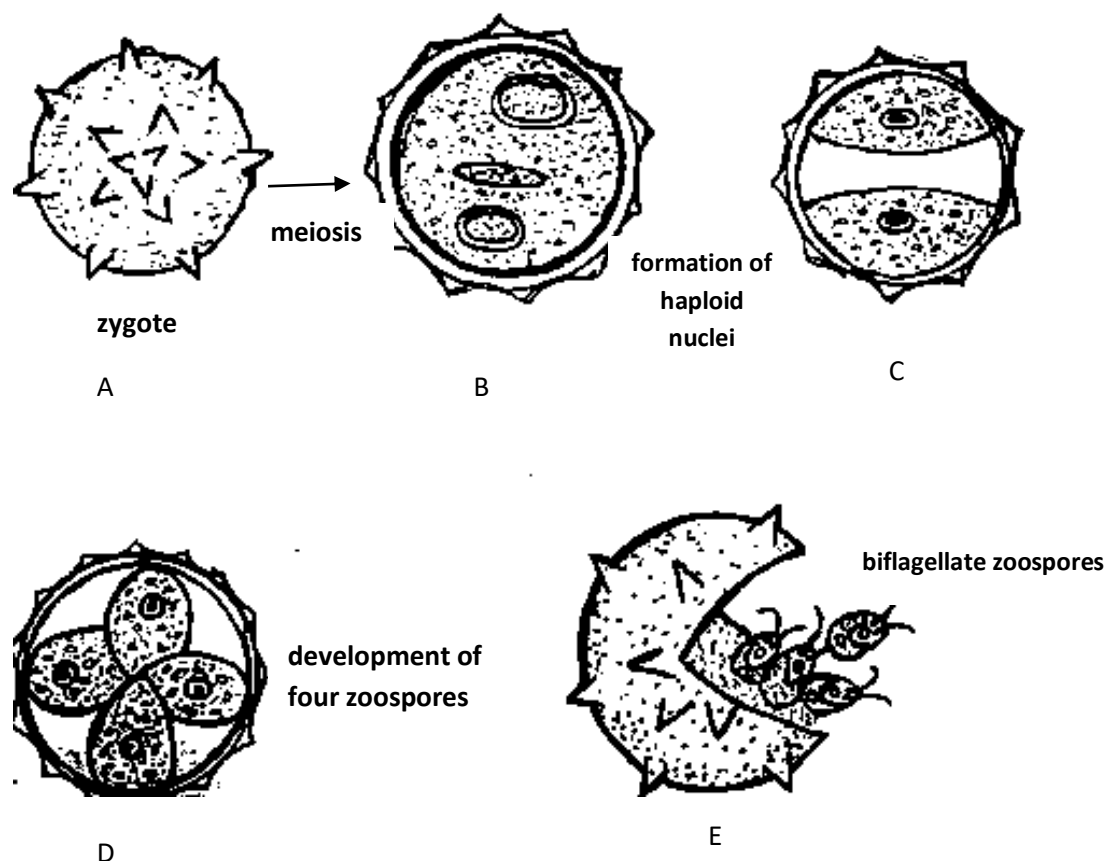 meiosis
zygote
formation of
haploid
nuclei
A
B
C
biflagellate zoospores
development of
four zoospores
D
E